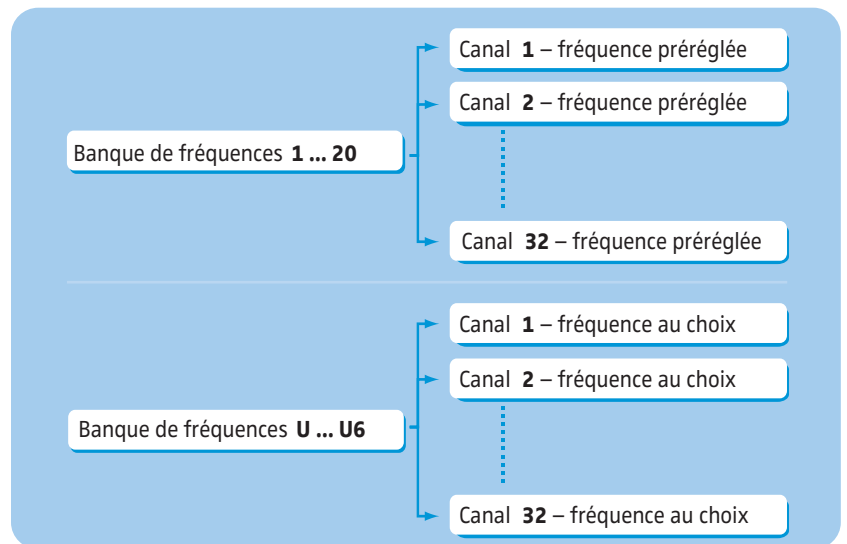 Canal 1 – fréquence préréglée
Canal 2 – fréquence préréglée
Banque de fréquences 1 ... 20
Canal 32 – fréquence préréglée
Canal 1 – fréquence au choix
Canal 2 – fréquence au choix
Banque de fréquences U ... U6
Canal 32 – fréquence au choix